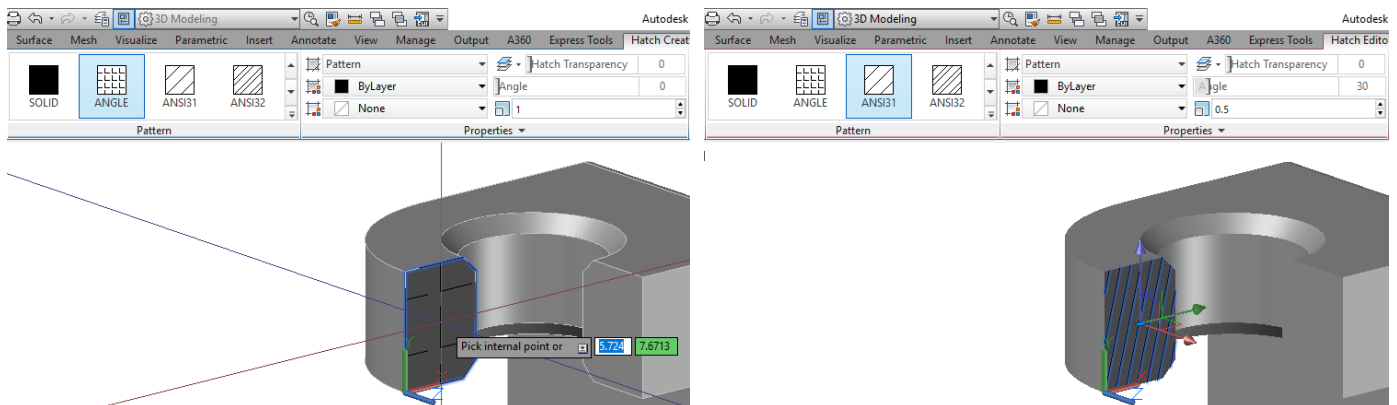 3D Modeling
Autodesk
Surface Mesh Visualize Parametric Insert Annotate View Manage Output A360 Express Tools Hatch Creat
Pattern
Hatch Transparency 0
ByLayer
Angle 0
None
1
SOLID ANGLE ANSI31 ANSI32
Pattern
Properties
Pick internal point or 5.724 7.6713
Y
X
Z
3D Modeling
Autodesk
Surface Mesh Visualize Parametric Insert Annotate View Manage Output A360 Express Tools Hatch Edito
Pattern
Hatch Transparency 0
ByLayer
Angle 30
None
0.5
SOLID ANGLE ANSI31 ANSI32
Pattern
Properties
Y
X
Z